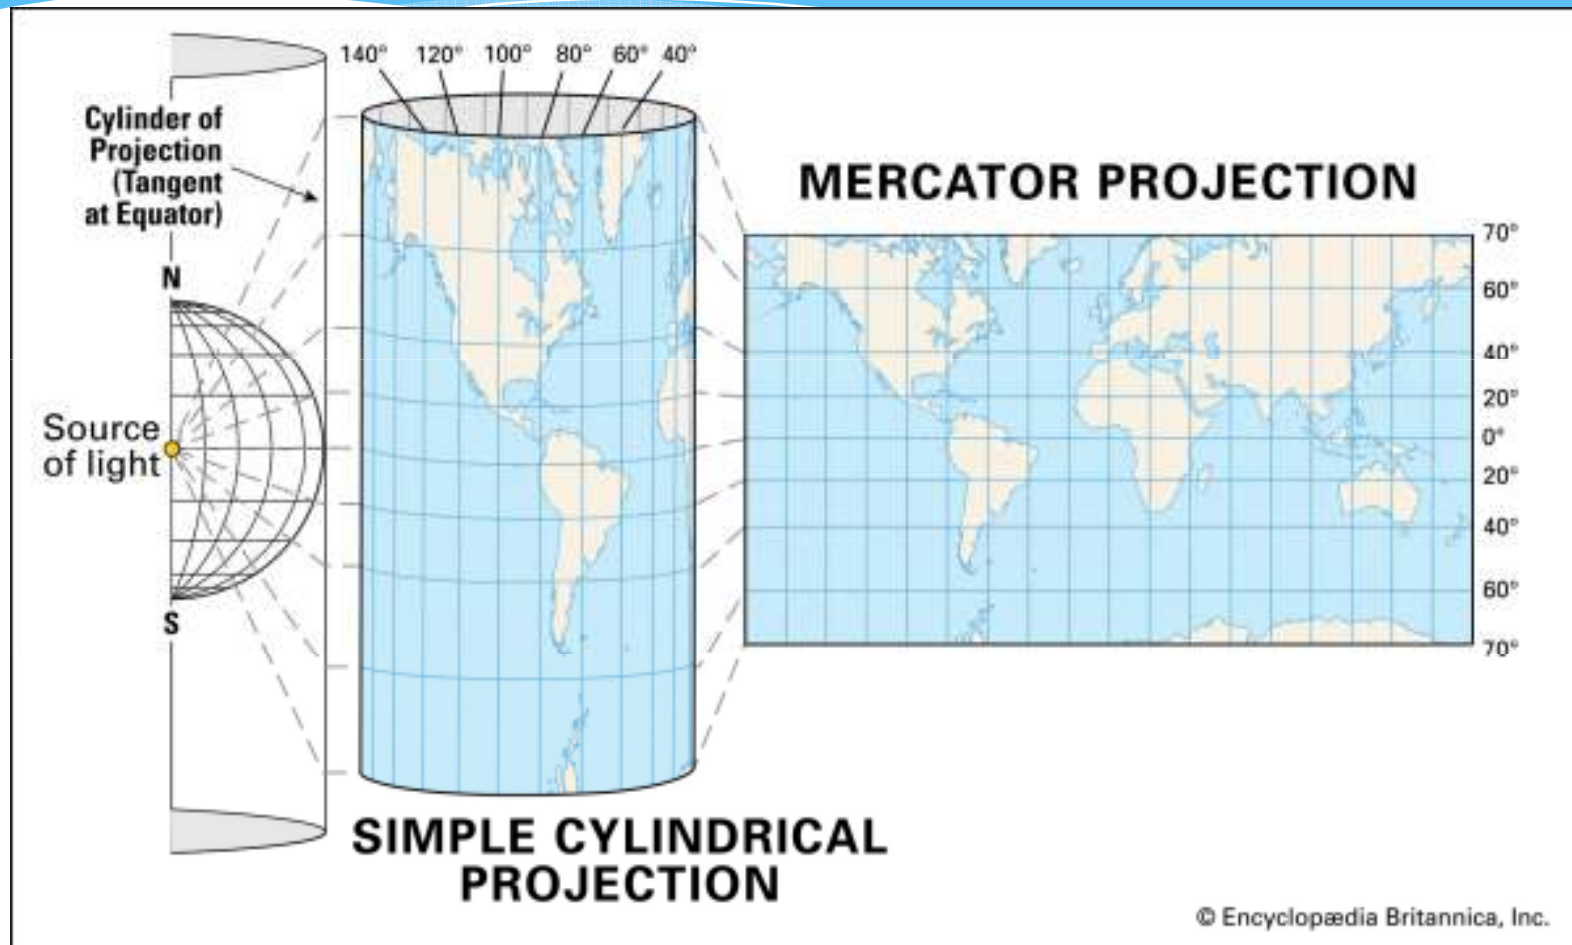 140° 120° 100° 80° 60° 40°
Cylinder of
Projection
(Tangent
at Equator)
N
Source
of light
S
SIMPLE CYLINDRICAL
PROJECTION
MERCATOR PROJECTION
70°
60°
40°
20°
0°
20°
40°
60°
70°
© Encyclopædia Britannica, Inc.